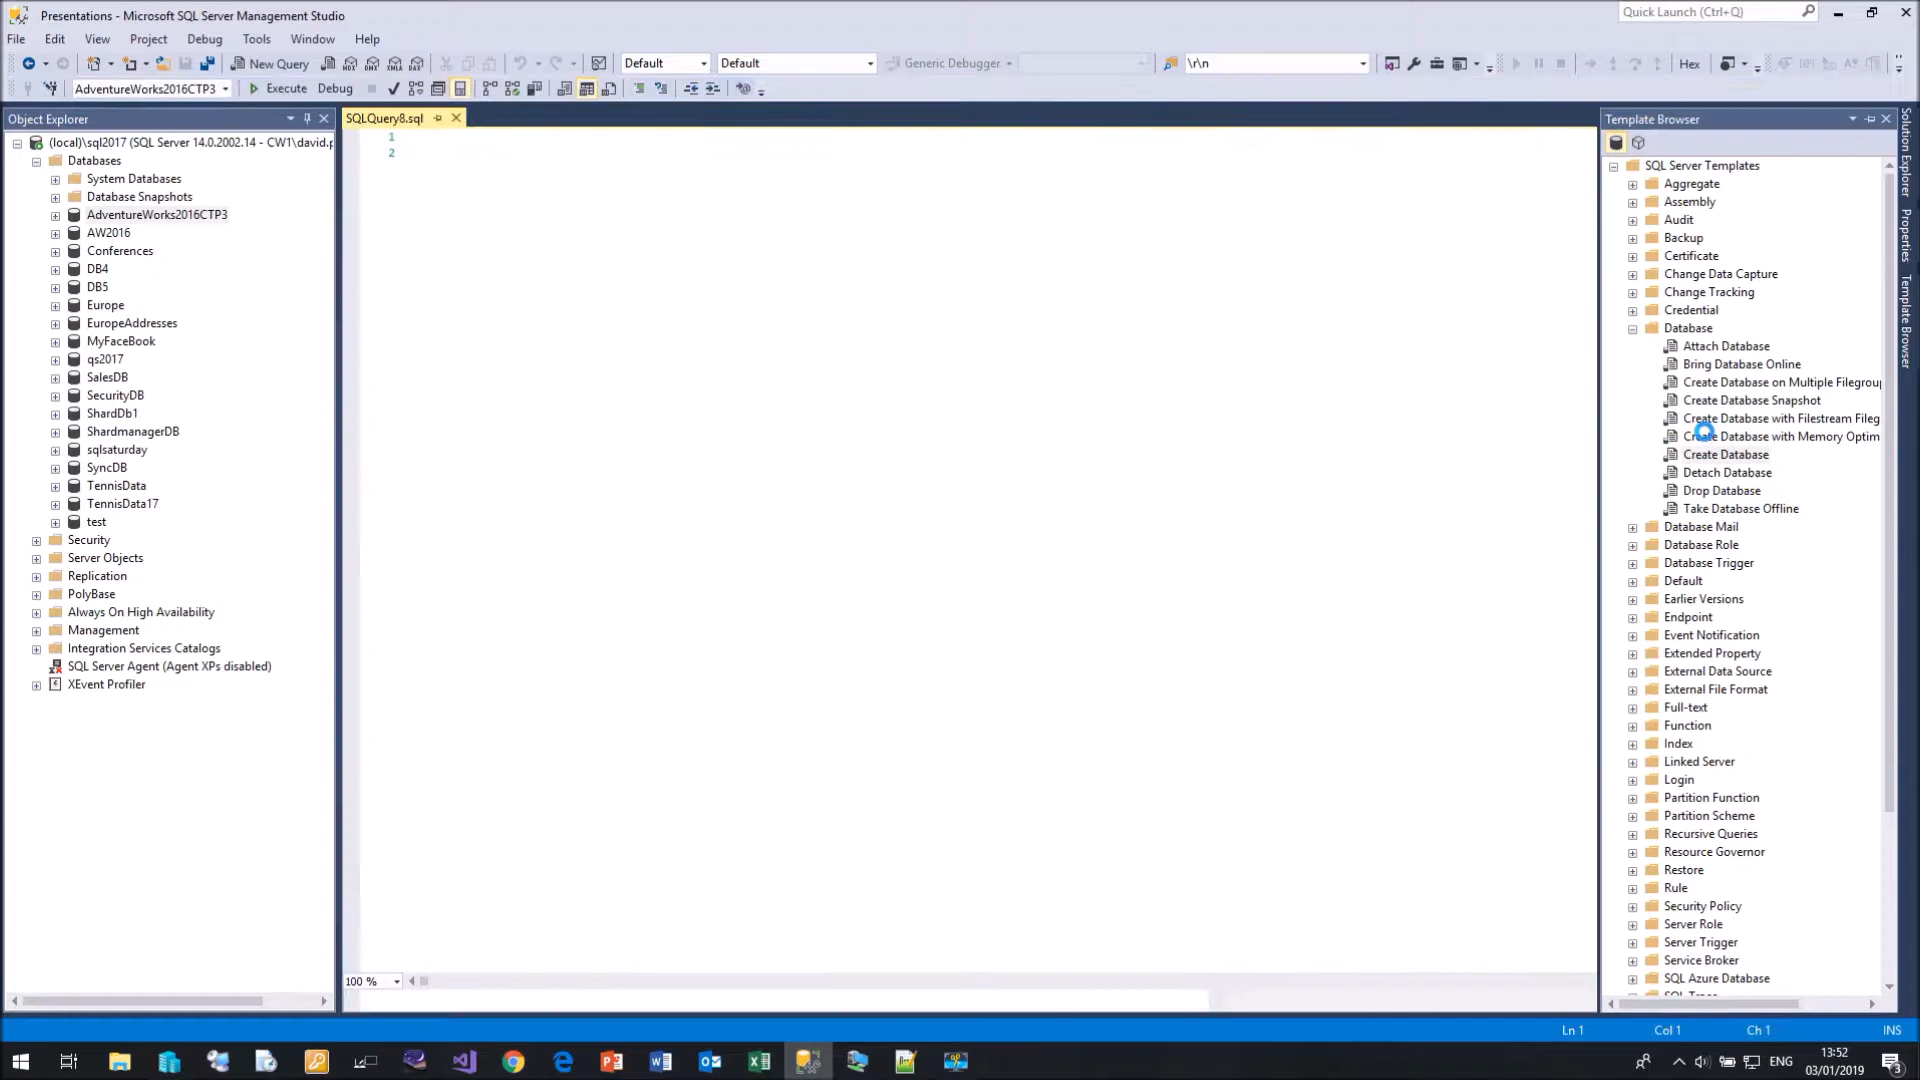 Presentations - Microsoft SQL Server Management Studio
Quick Launch (Ctrl+Q)
File Edit View Project Debug Tools Window Help
New Query
MDX DMX XMLA DAX
Default
Default
Generic Debugger
\r\n
Hex
AdventureWorks2016CTP3
Execute Debug
Object Explorer
(local)\sql2017 (SQL Server 14.0.2002.14 - CW1\david.p
Databases
System Databases
Database Snapshots
AdventureWorks2016CTP3
AW2016
Conferences
DB4
DB5
Europe
EuropeAddresses
MyFaceBook
qs2017
SalesDB
SecurityDB
ShardDb1
ShardmanagerDB
sqlsaturday
SyncDB
TennisData
TennisData17
test
Security
Server Objects
Replication
PolyBase
Always On High Availability
Management
Integration Services Catalogs
SQL Server Agent (Agent XPs disabled)
XEvent Profiler
SQLQuery8.sql
1
2
100 %
Template Browser
SQL Server Templates
Aggregate
Assembly
Audit
Backup
Certificate
Change Data Capture
Change Tracking
Credential
Database
Attach Database
Bring Database Online
Create Database on Multiple Filegroup
Create Database Snapshot
Create Database with Filestream Fileg
Create Database with Memory Optim
Create Database
Detach Database
Drop Database
Take Database Offline
Database Mail
Database Role
Database Trigger
Default
Earlier Versions
Endpoint
Event Notification
Extended Property
External Data Source
External File Format
Full-text
Function
Index
Linked Server
Login
Partition Function
Partition Scheme
Recursive Queries
Resource Governor
Restore
Rule
Security Policy
Server Role
Server Trigger
Service Broker
SQL Azure Database
Solution Explorer
Properties
Template Browser
Ln 1 Col 1 Ch 1 INS
ENG
13:52
03/01/2019
3